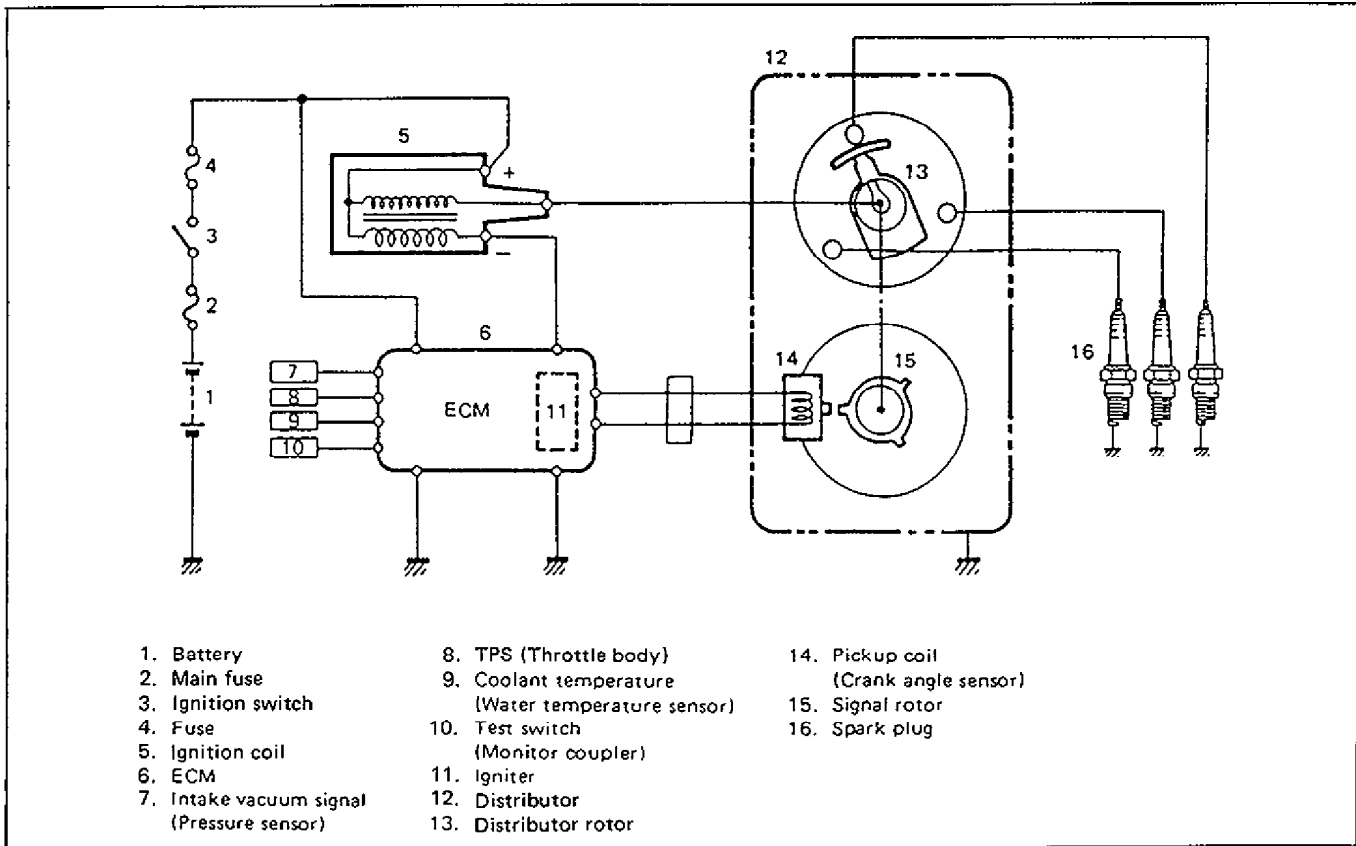 12
5
+
4
13
3
−
2
6
14
15
16
7
1
8
ECM
11
9
10
1. Battery
2. Main fuse
3. Ignition switch
4. Fuse
5. Ignition coil
6. ECM
7. Intake vacuum signal
(Pressure sensor)
8. TPS (Throttle body)
9. Coolant temperature
(Water temperature sensor)
10. Test switch
(Monitor coupler)
11. Igniter
12. Distributor
13. Distributor rotor
14. Pickup coil
(Crank angle sensor)
15. Signal rotor
16. Spark plug